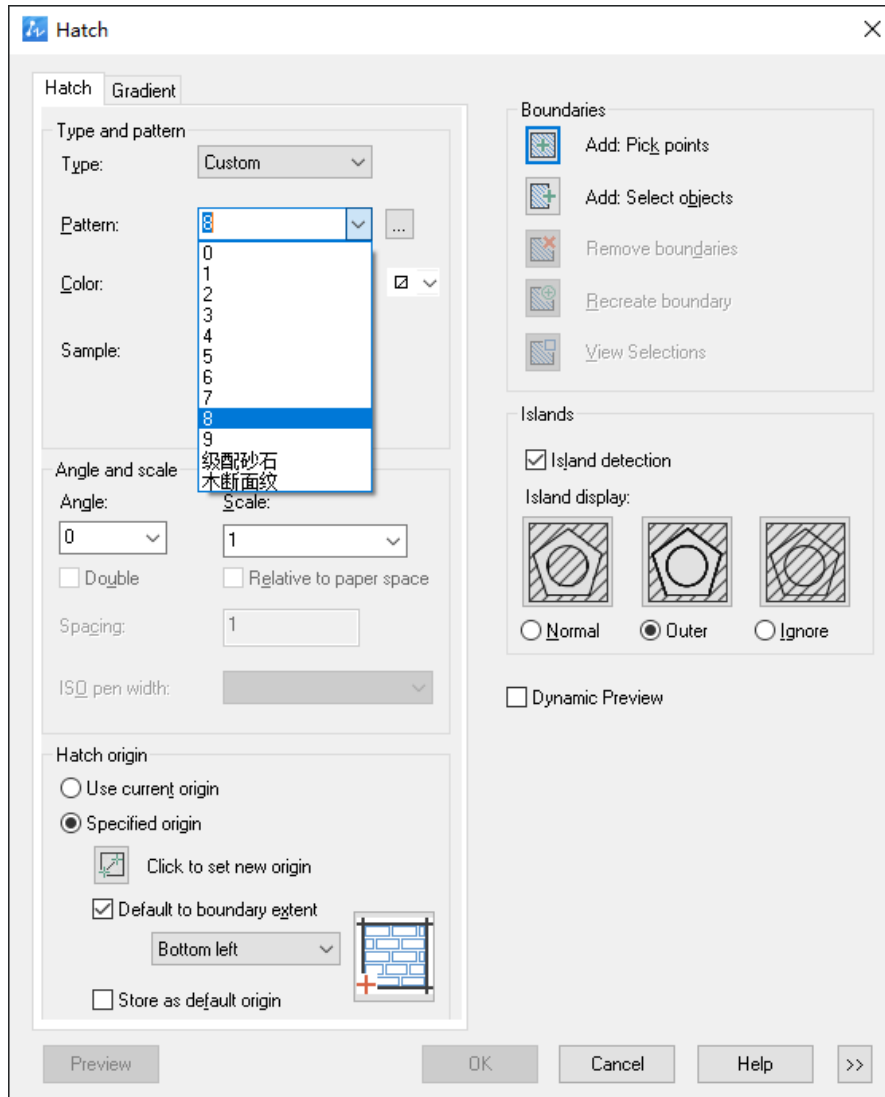 Hatch
Hatch
Gradient
Type and pattern
Type:
Custom
Pattern:
8
...
0
1
2
3
4
5
6
7
8
9
级配砂石
木断面纹
Color:
Sample:
Angle and scale
Angle:
Scale:
0
1
Double
Relative to paper space
Spacing:
1
ISO pen width:
Hatch origin
Use current origin
Specified origin
Click to set new origin
Default to boundary extent
Bottom left
Store as default origin
Boundaries
Add: Pick points
Add: Select objects
Remove boundaries
Recreate boundary
View Selections
Islands
Island detection
Island display:
Normal
Outer
Ignore
Dynamic Preview
Preview
OK
Cancel
Help
>>